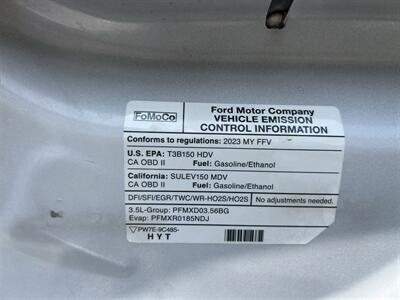 FoMoCo
Ford Motor Company
VEHICLE EMISSION
CONTROL INFORMATION
Conforms to regulations: 2023 MY FFV
U.S. EPA: T3B150 HDV
CA OBD II Fuel: Gasoline/Ethanol
California: SULEV150 MDV
CA OBD II Fuel: Gasoline/Ethanol
DFI/SFI/EGR/TWC/WR-HO2S/HO2S No adjustments needed.
3.5L-Group: PFMXD03.56BG
Evap: PFMXR0185NDJ
PW7E-9C485-
HYT